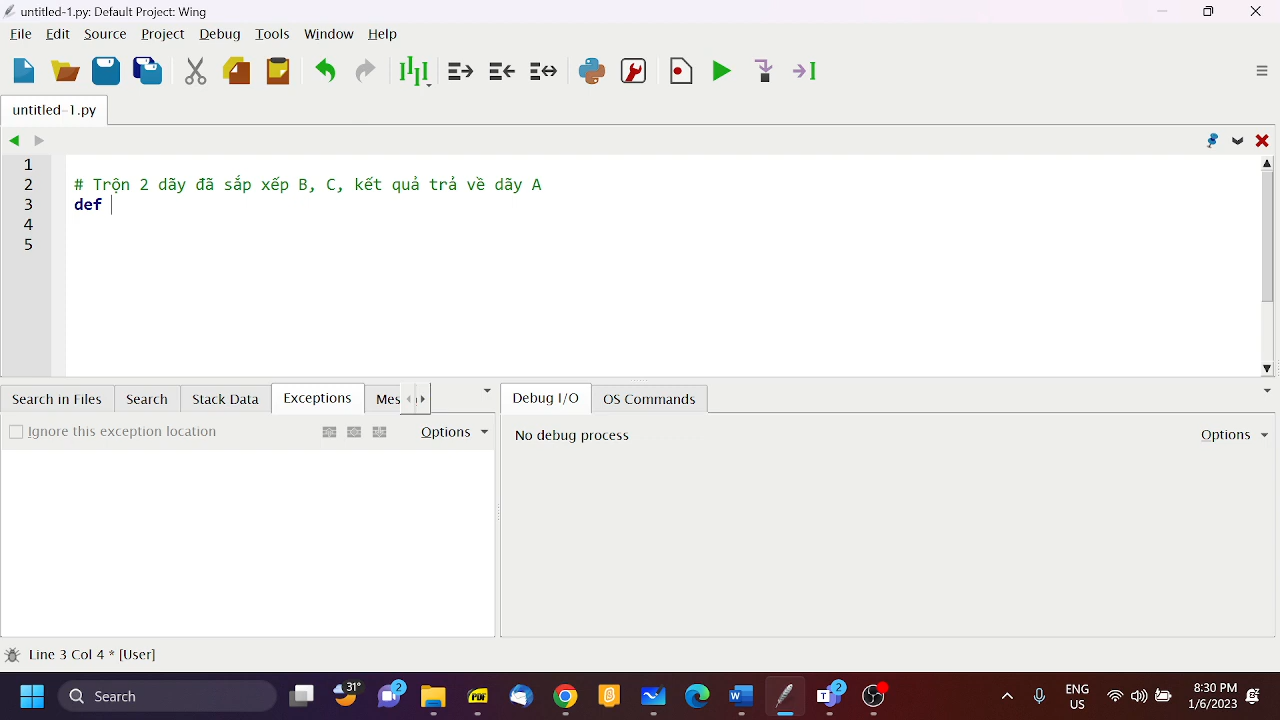 untitled-1.py: Default Project: Wing
File Edit Source Project Debug Tools Window Help
untitled-1.py
1
2 # Trộn 2 dãy đã sắp xếp B, C, kết quả trả về dãy A
3 def
4
5
Search in Files Search Stack Data Exceptions Mes
Debug I/O OS Commands
Ignore this exception location Options
No debug process Options
Line 3 Col 4 * [User]
Search 31° 2 PDF 2 ENG 8:30 PM
US 1/6/2023